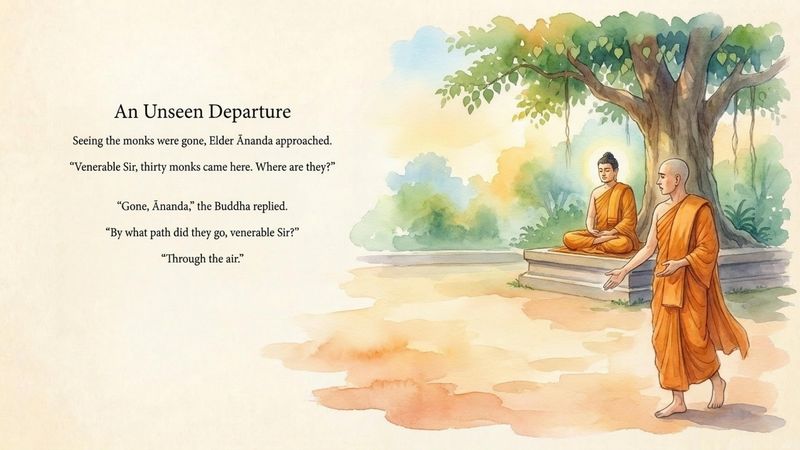 An Unseen Departure
Seeing the monks were gone, Elder Ānanda approached.
“Venerable Sir, thirty monks came here. Where are they?”
“Gone, Ānanda,” the Buddha replied.
“By what path did they go, venerable Sir?”
“Through the air.”